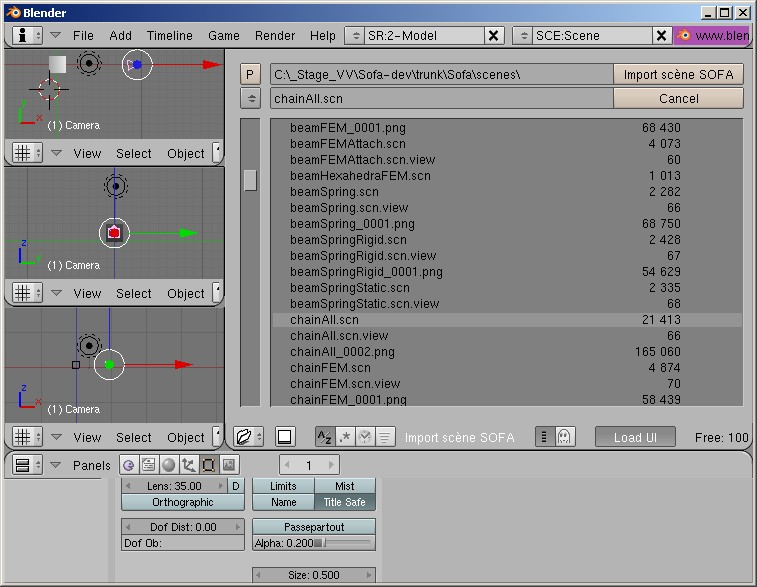 Blender
File Add Timeline Game Render Help SR:2-Model SCE:Scene www.blen
x
(1) Camera
View Select Object
z
(1) Camera
View Select Object
z
x
(1) Camera
View Select Object
P C:\_Stage_VV\Sofa-dev\trunk\Sofa\scenes\ Import scène SOFA
chainAll.scn Cancel
beamFEM_0001.png 68 430
beamFEMAttach.scn 4 073
beamFEMAttach.scn.view 60
beamHexahedraFEM.scn 1 013
beamSpring.scn 2 282
beamSpring.scn.view 66
beamSpring_0001.png 68 750
beamSpringRigid.scn 2 428
beamSpringRigid.scn.view 67
beamSpringRigid_0001.png 54 629
beamSpringStatic.scn 2 335
beamSpringStatic.scn.view 68
chainAll.scn 21 413
chainAll.scn.view 66
chainAll_0002.png 165 060
chainFEM.scn 4 874
chainFEM.scn.view 70
chainFEM_0001.png 58 439
Import scène SOFA Load UI Free: 100
Panels 1
Lens: 35.00 D Limits Mist
Orthographic Name Title Safe
Dof Dist: 0.00 Passepartout
Dof Ob: Alpha: 0.200
Size: 0.500